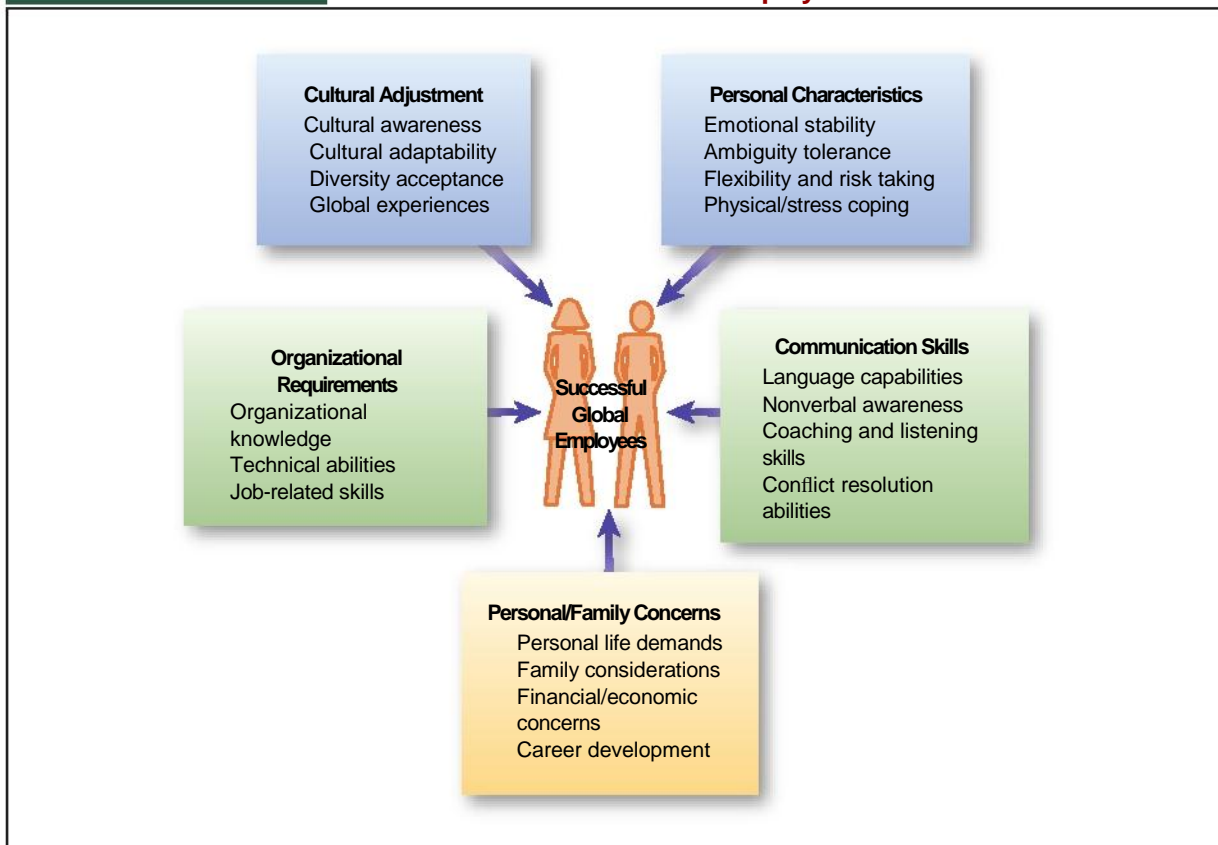 Cultural Adjustment
Cultural awareness
Cultural adaptability
Diversity acceptance
Global experiences
Personal Characteristics
Emotional stability
Ambiguity tolerance
Flexibility and risk taking
Physical/stress coping
Organizational
Requirements
Organizational
knowledge
Technical abilities
Job-related skills
Successful
Global
Employees
Communication Skills
Language capabilities
Nonverbal awareness
Coaching and listening
skills
Conflict resolution
abilities
Personal/Family Concerns
Personal life demands
Family considerations
Financial/economic
concerns
Career development